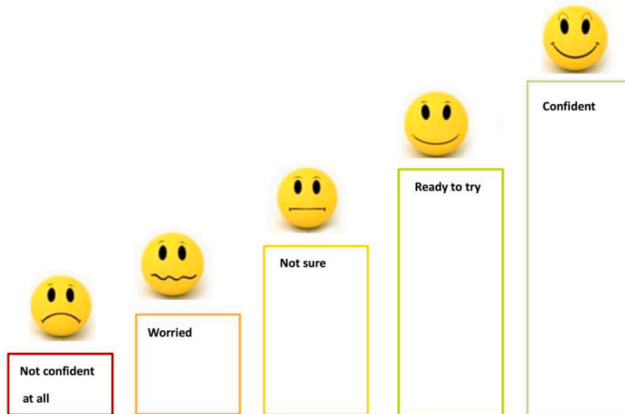 Not confident
at all
Worried
Not sure
Ready to try
Confident